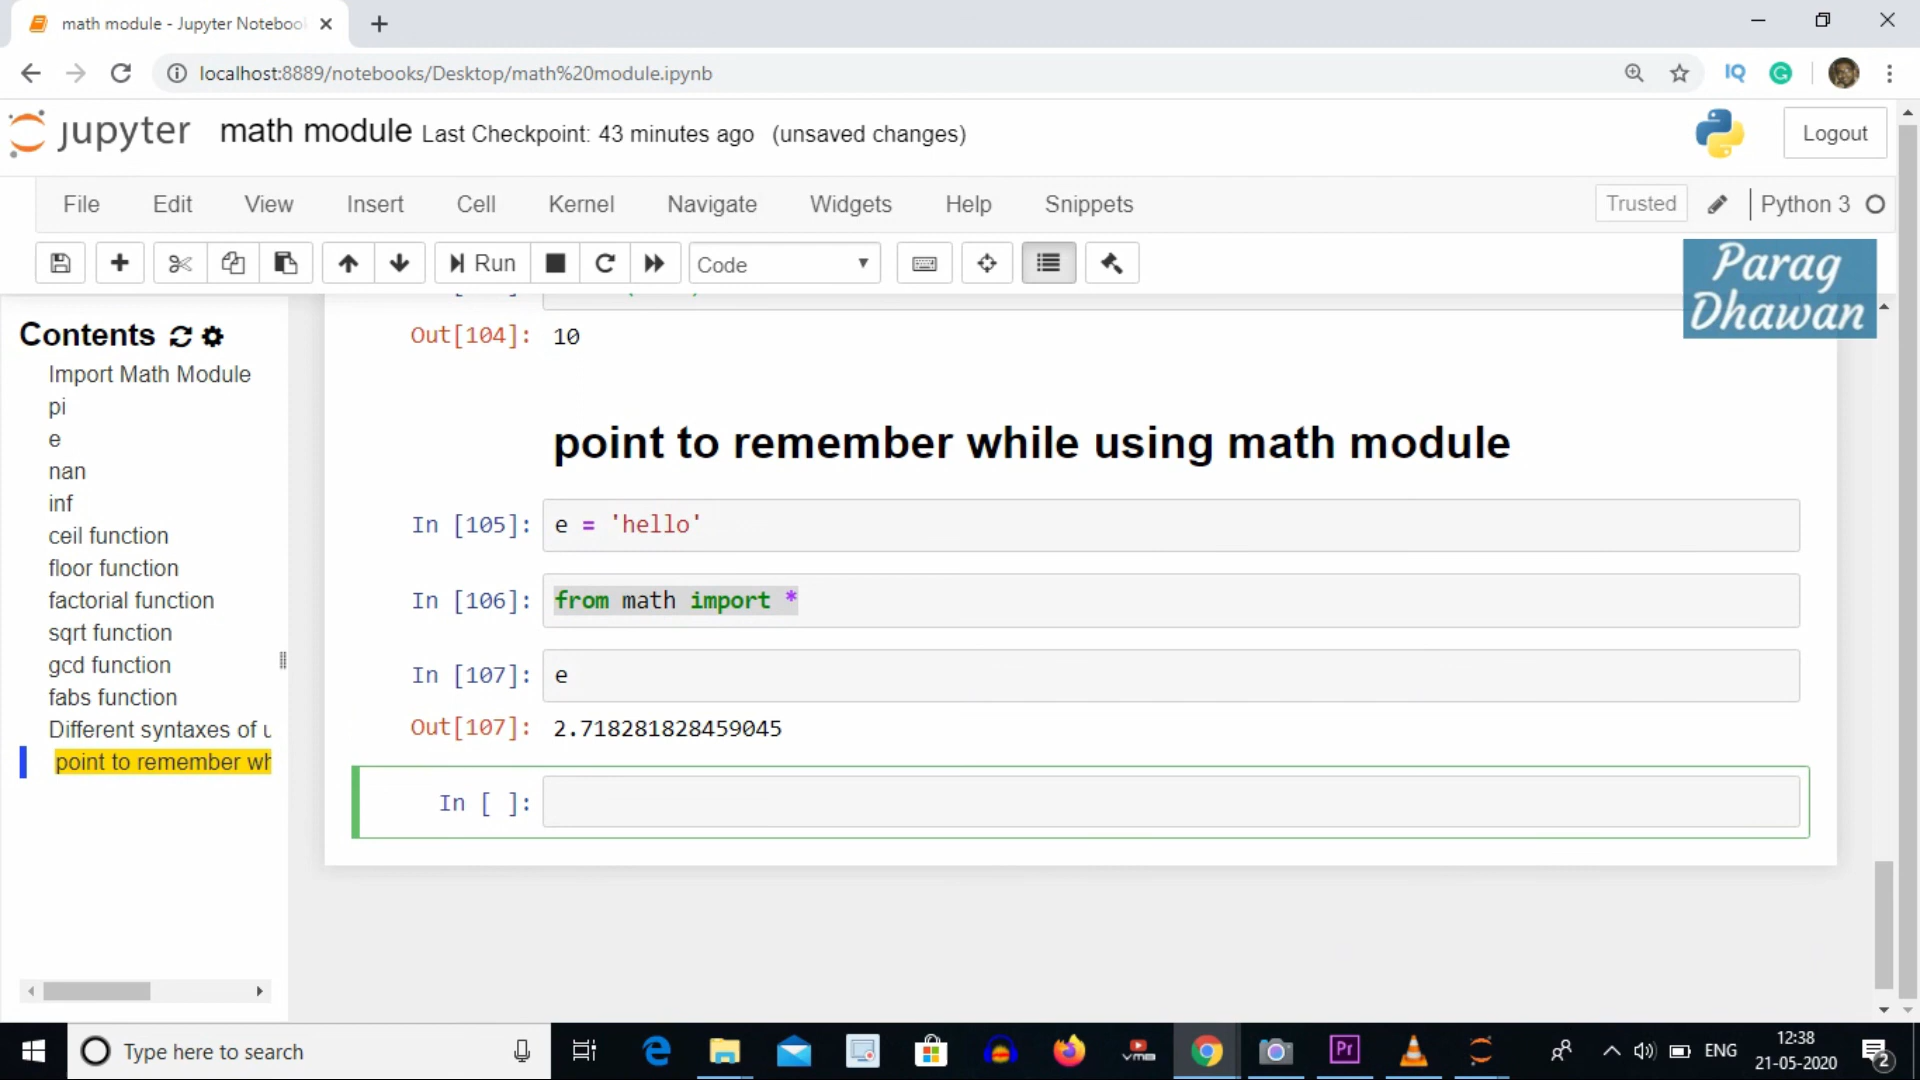 math module - Jupyter Noteboo
localhost:8889/notebooks/Desktop/math%20module.ipynb
IQ
jupyter math module Last Checkpoint: 43 minutes ago (unsaved changes)
Logout
File Edit View Insert Cell Kernel Navigate Widgets Help Snippets
Trusted Python 3
Run Code
Parag
Dhawan
Contents
Import Math Module
pi
e
nan
inf
ceil function
floor function
factorial function
sqrt function
gcd function
fabs function
Different syntaxes of u
point to remember wh
Out[104]: 10
point to remember while using math module
In [105]: e = 'hello'
In [106]: from math import *
In [107]: e
Out[107]: 2.718281828459045
In [ ]:
Type here to search
Pr
ENG
12:38
21-05-2020
2